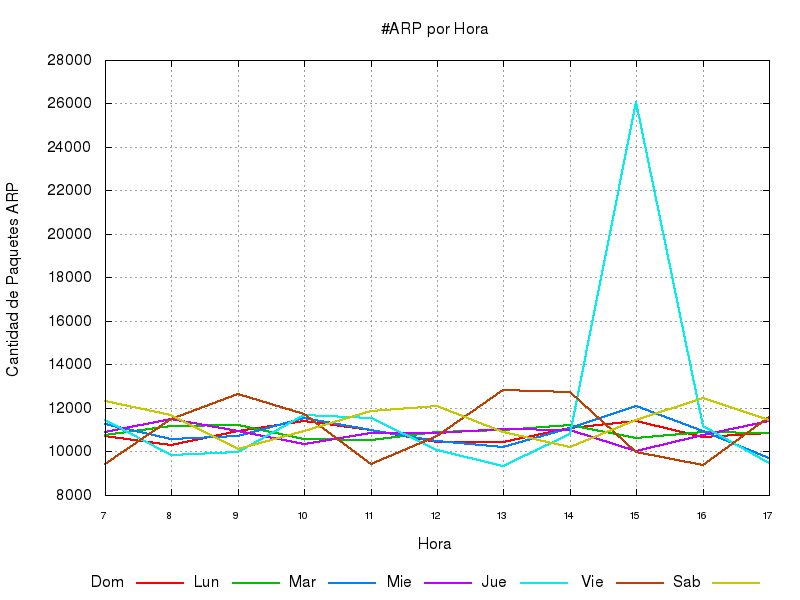 #ARP por Hora
28000
26000
24000
22000
20000
18000
16000
14000
12000
10000
8000
Cantidad de Paquetes ARP
7 8 9 10 11 12 13 14 15 16 17
Hora
Dom Lun Mar Mie Jue Vie Sab